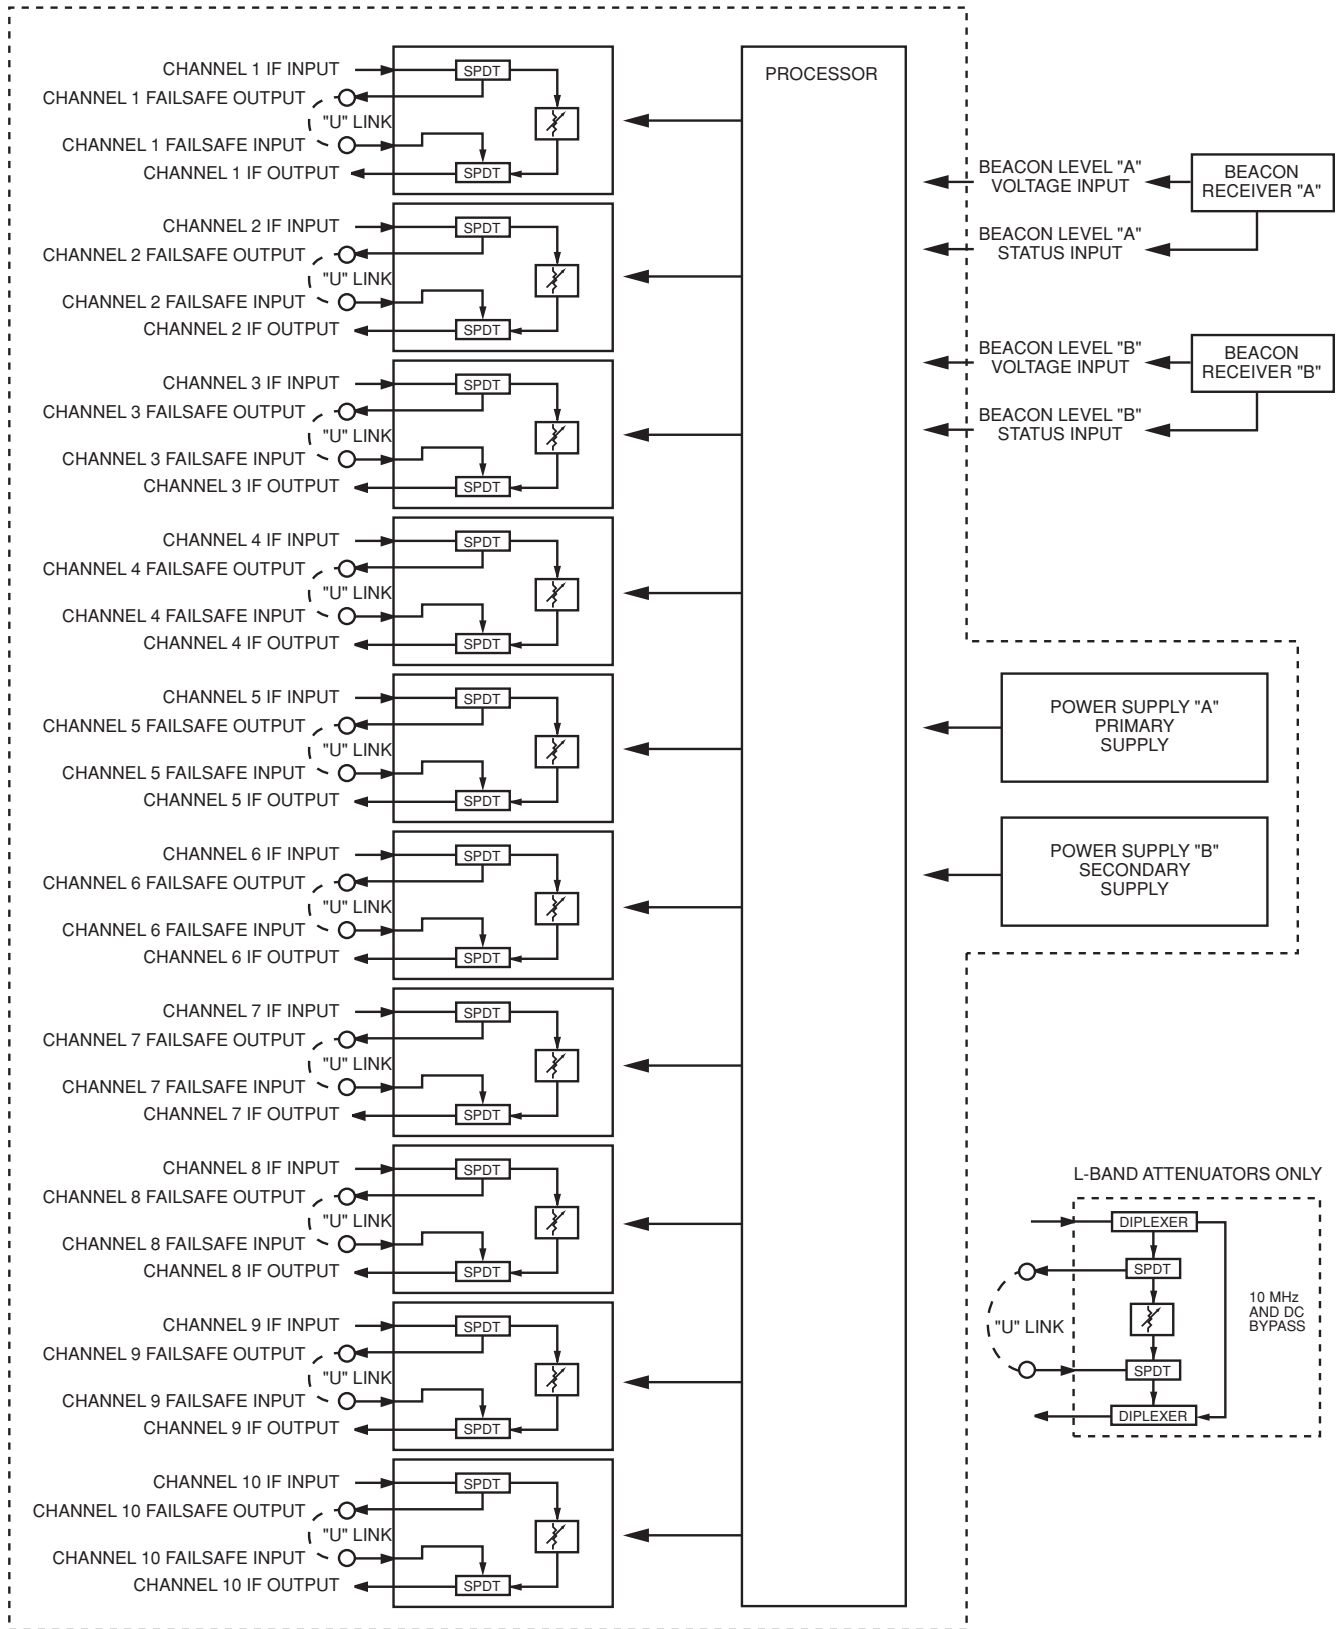 CHANNEL 1 IF INPUT
SPDT
CHANNEL 1 FAILSAFE OUTPUT
"U" LINK
CHANNEL 1 FAILSAFE INPUT
CHANNEL 1 IF OUTPUT
SPDT
CHANNEL 2 IF INPUT
SPDT
CHANNEL 2 FAILSAFE OUTPUT
"U" LINK
CHANNEL 2 FAILSAFE INPUT
CHANNEL 2 IF OUTPUT
SPDT
CHANNEL 3 IF INPUT
SPDT
CHANNEL 3 FAILSAFE OUTPUT
"U" LINK
CHANNEL 3 FAILSAFE INPUT
CHANNEL 3 IF OUTPUT
SPDT
CHANNEL 4 IF INPUT
SPDT
CHANNEL 4 FAILSAFE OUTPUT
"U" LINK
CHANNEL 4 FAILSAFE INPUT
CHANNEL 4 IF OUTPUT
SPDT
CHANNEL 5 IF INPUT
SPDT
CHANNEL 5 FAILSAFE OUTPUT
"U" LINK
CHANNEL 5 FAILSAFE INPUT
CHANNEL 5 IF OUTPUT
SPDT
CHANNEL 6 IF INPUT
SPDT
CHANNEL 6 FAILSAFE OUTPUT
"U" LINK
CHANNEL 6 FAILSAFE INPUT
CHANNEL 6 IF OUTPUT
SPDT
CHANNEL 7 IF INPUT
SPDT
CHANNEL 7 FAILSAFE OUTPUT
"U" LINK
CHANNEL 7 FAILSAFE INPUT
CHANNEL 7 IF OUTPUT
SPDT
CHANNEL 8 IF INPUT
SPDT
CHANNEL 8 FAILSAFE OUTPUT
"U" LINK
CHANNEL 8 FAILSAFE INPUT
CHANNEL 8 IF OUTPUT
SPDT
CHANNEL 9 IF INPUT
SPDT
CHANNEL 9 FAILSAFE OUTPUT
"U" LINK
CHANNEL 9 FAILSAFE INPUT
CHANNEL 9 IF OUTPUT
SPDT
CHANNEL 10 IF INPUT
SPDT
CHANNEL 10 FAILSAFE OUTPUT
"U" LINK
CHANNEL 10 FAILSAFE INPUT
CHANNEL 10 IF OUTPUT
SPDT
PROCESSOR
BEACON LEVEL "A"
VOLTAGE INPUT
BEACON
RECEIVER "A"
BEACON LEVEL "A"
STATUS INPUT
BEACON LEVEL "B"
VOLTAGE INPUT
BEACON
RECEIVER "B"
BEACON LEVEL "B"
STATUS INPUT
POWER SUPPLY "A"
PRIMARY
SUPPLY
POWER SUPPLY "B"
SECONDARY
SUPPLY
L-BAND ATTENUATORS ONLY
DIPLEXER
SPDT
"U" LINK
10 MHz
AND DC
BYPASS
SPDT
DIPLEXER